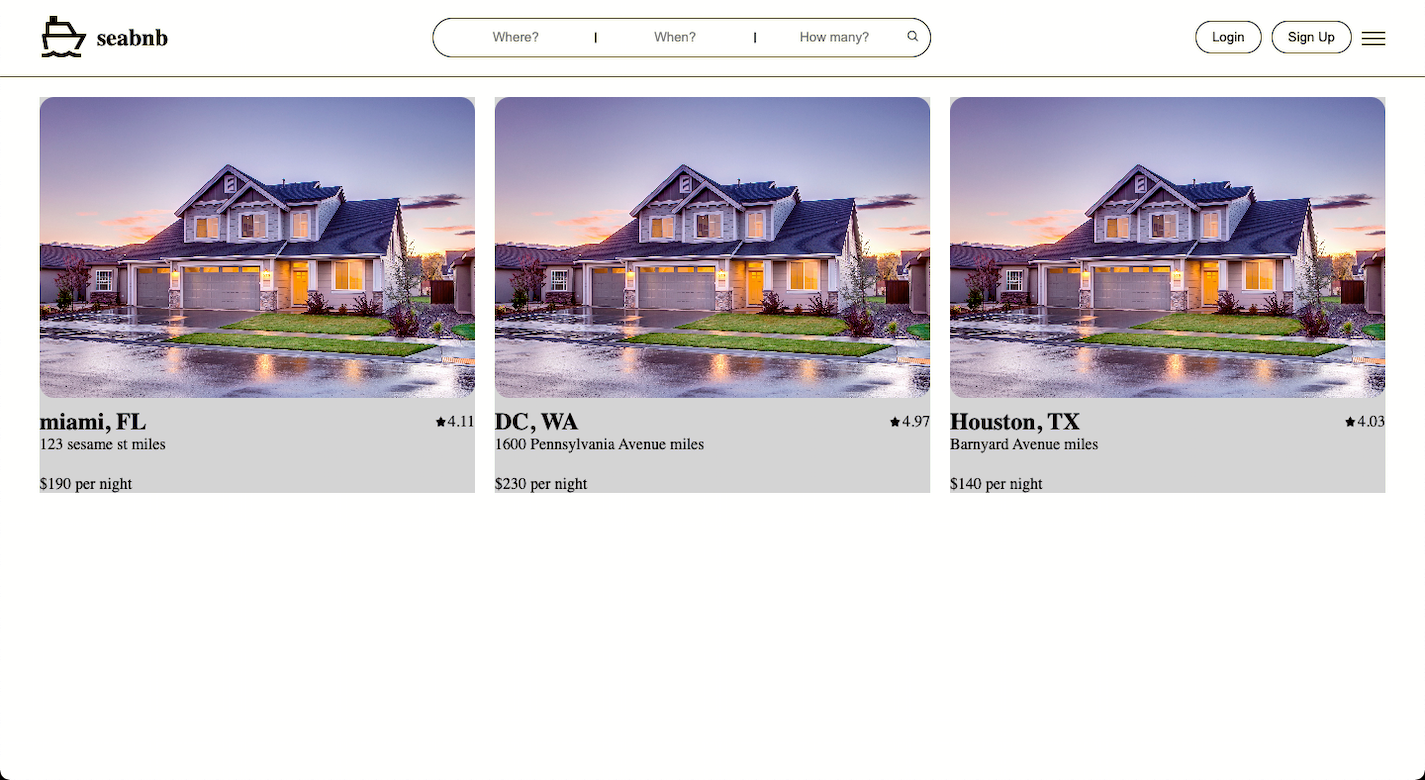 seabnb
Where? | When? | How many?
Login
Sign Up
miami, FL
4.11
123 sesame st miles
$190 per night
DC, WA
4.97
1600 Pennsylvania Avenue miles
$230 per night
Houston, TX
4.03
Barnyard Avenue miles
$140 per night